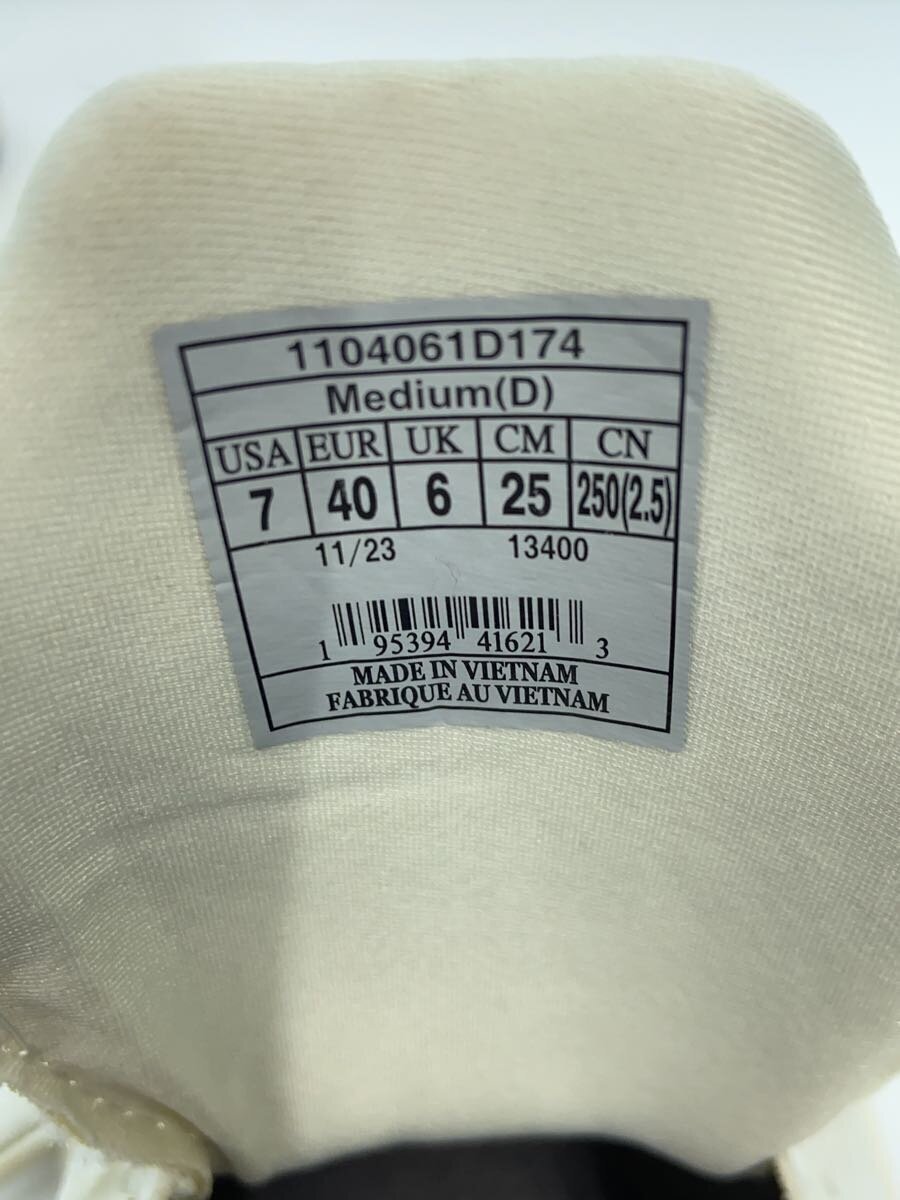 1104061D174
Medium(D)
USA EUR UK CM CN
7 40 6 25 250(2.5)
11/23 13400
1 95394 41621 3
MADE IN VIETNAM
FABRIQUE AU VIETNAM